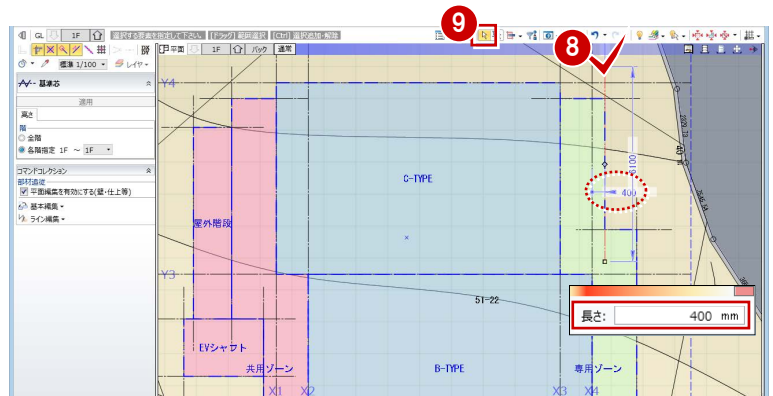 9
8
GL 1F 選択する要素を指定して下さい。 [[ドラッグ] 範囲選択] [[Ctrl] 選択追加・解除]
平面 1F バック 通常
標準 1/100 レイヤ
基準芯
適用
高さ
階
全階
各階指定 1F ～ 1F
コマンドコレクション
部材追従
平面編集を有効にする(壁・仕上等)
基本編集
ライン編集
Y4
C-TYPE
屋外階段
6100
400
Y3
51-22
長さ: 400 mm
EVシャフト
共用ゾーン
B-TYPE
専用ゾーン
X1 X2 X3 X4